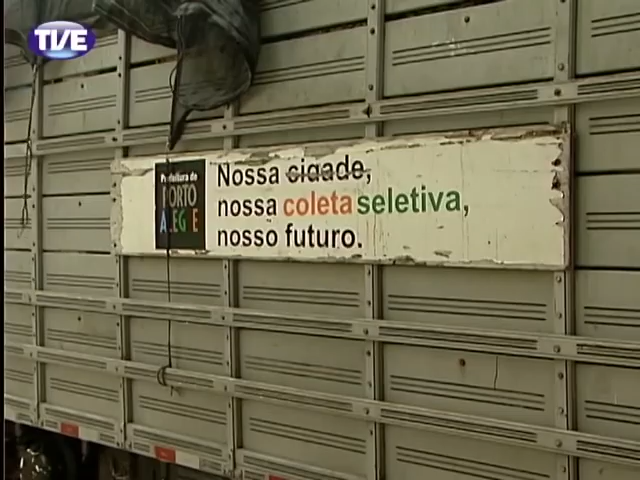 TVE
Prefeitura de
PORTO
ALEGRE
Nossa cidade,
nossa coleta seletiva,
nosso futuro.